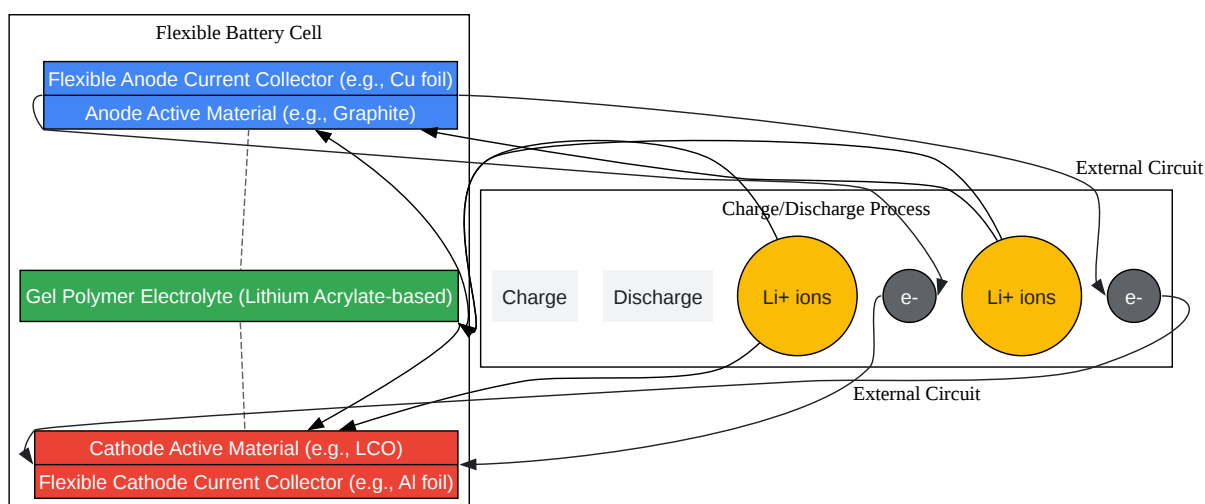 Flexible Battery Cell
Flexible Anode Current Collector (e.g., Cu foil)
Anode Active Material (e.g., Graphite)
External Circuit
Charge/Discharge Process
Gel Polymer Electrolyte (Lithium Acrylate-based)
Charge
Discharge
Li+ ions
e-
Li+ ions
e-
External Circuit
Cathode Active Material (e.g., LCO)
Flexible Cathode Current Collector (e.g., Al foil)